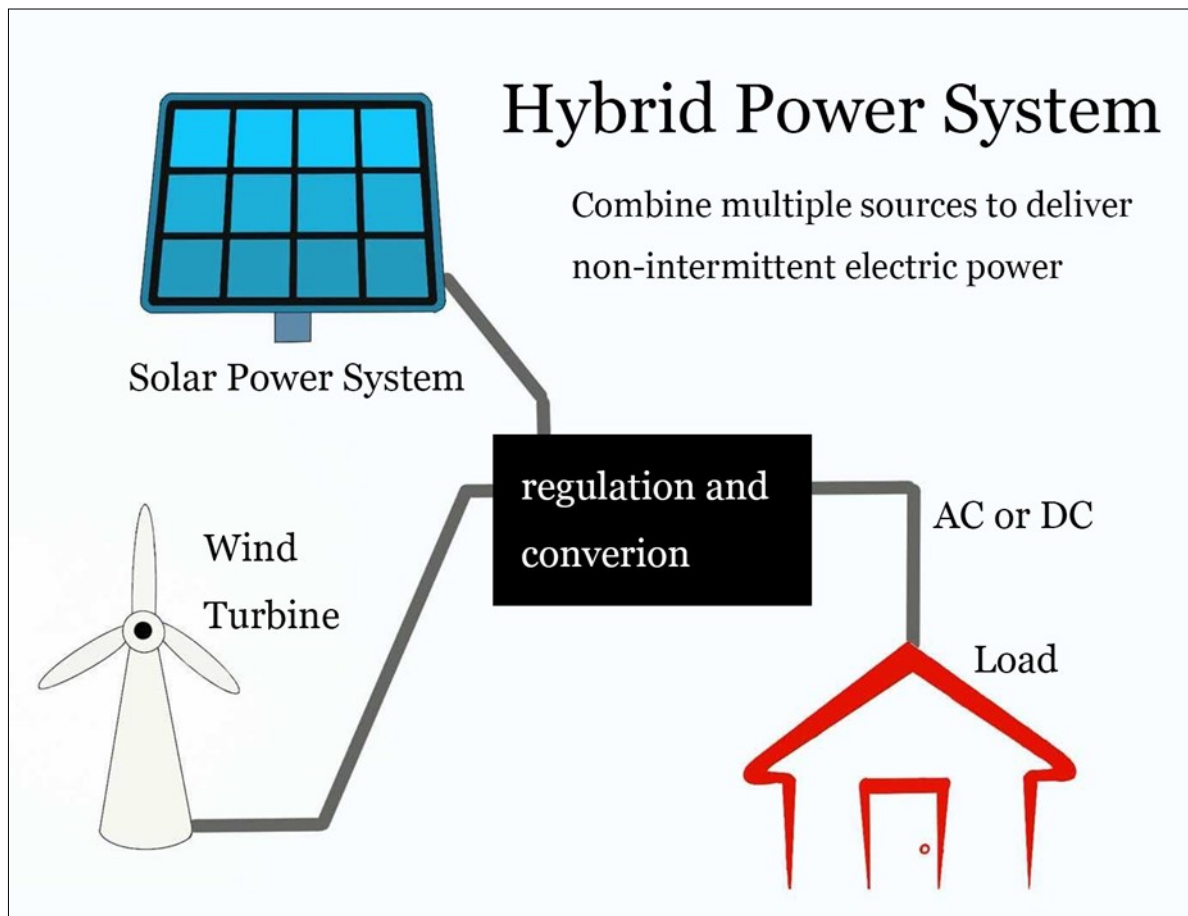 Hybrid Power System
Combine multiple sources to deliver
non-intermittent electric power
Solar Power System
regulation and
converion
AC or DC
Wind
Turbine
Load